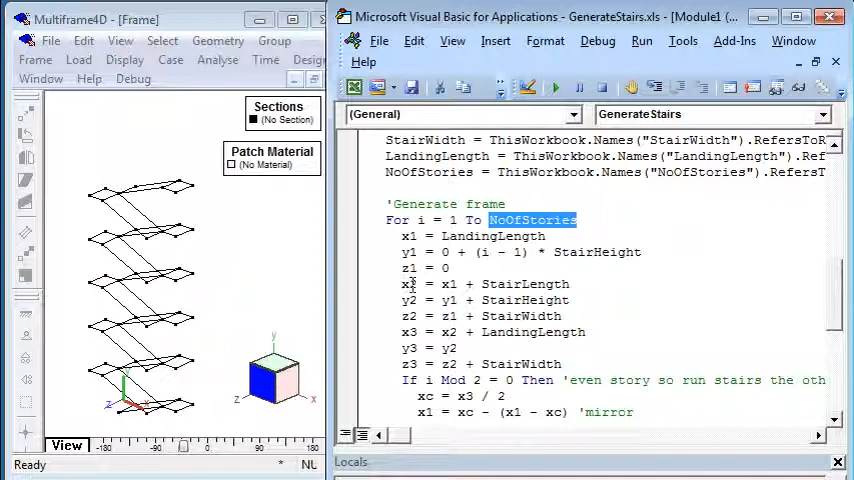 Multiframe4D - [Frame]
File Edit View Select Geometry Group
Frame Load Display Case Analyse Time Design
Window Help Debug
Sections
(No Section)
Patch Material
(No Material)
y
z
x
y
z
x
View
-180 -90 0 90 180
Ready
*
NU
Microsoft Visual Basic for Applications - GenerateStairs.xls - [Module1 (...
File Edit View Insert Format Debug Run Tools Add-Ins Window
Help
(General)
GenerateStairs
StairWidth = ThisWorkbook.Names("StairWidth").RefersToR
LandingLength = ThisWorkbook.Names("LandingLength").Ref
NoOfStories = ThisWorkbook.Names("NoOfStories").RefersT
'Generate frame
For i = 1 To NoOfStories
x1 = LandingLength
y1 = 0 + (i - 1) * StairHeight
z1 = 0
x2 = x1 + StairLength
y2 = y1 + StairHeight
z2 = z1 + StairWidth
x3 = x2 + LandingLength
y3 = y2
z3 = z2 + StairWidth
If i Mod 2 = 0 Then 'even story so run stairs the oth
xc = x3 / 2
x1 = xc - (x1 - xc) 'mirror
Locals